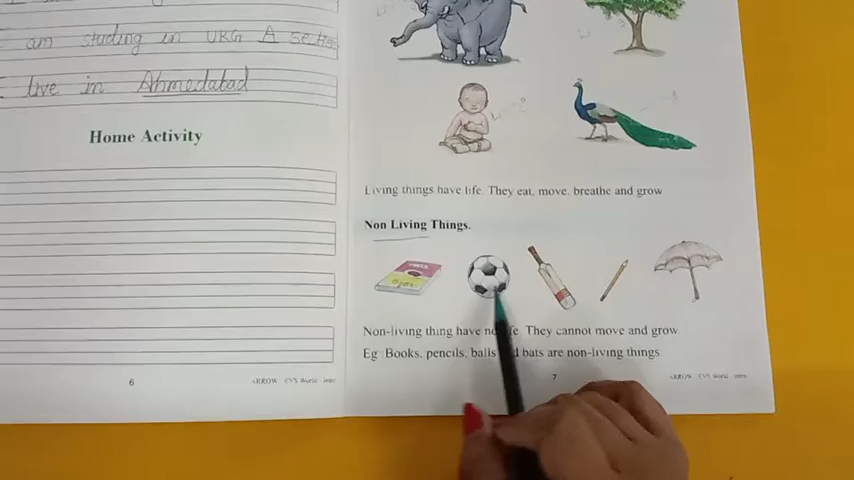 am studing in UKG A section
live in Ahmedabad
Home Activity
6
ARROW EVS World - Intro
Living things have life. They eat, move, breathe and grow
Non Living Things.
Non-living thing have no life. They cannot move and grow.
Eg Books, pencils, balls and bats are non-living things
7
ARROW EVS World - Intro